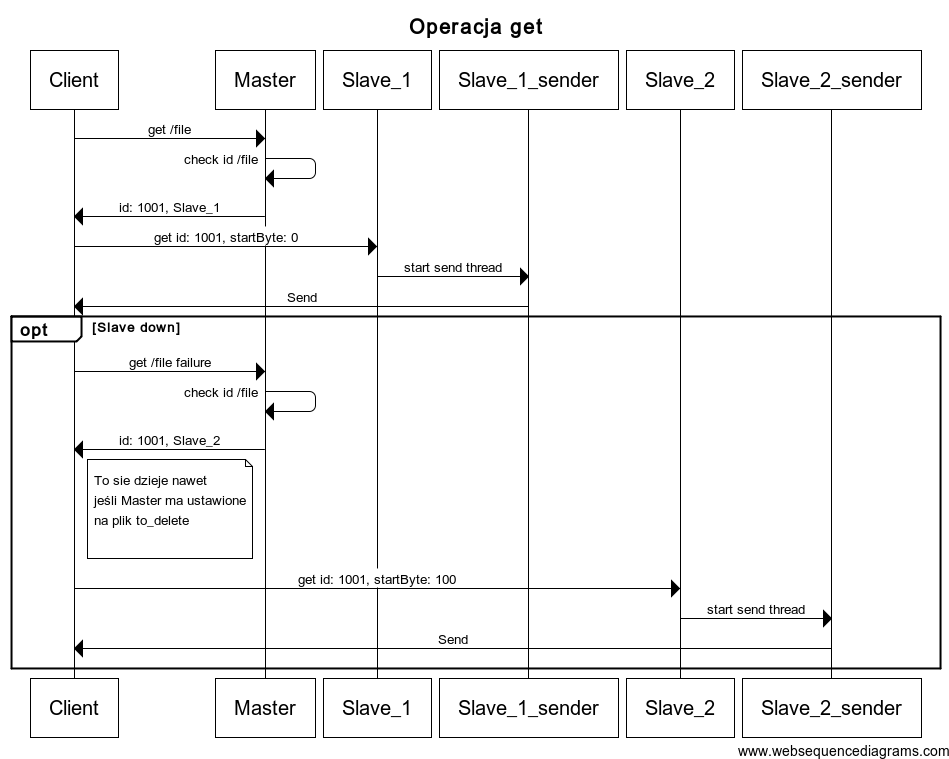 Operacja get
Client
Master
Slave_1
Slave_1_sender
Slave_2
Slave_2_sender
get /file
check id /file
id: 1001, Slave_1
get id: 1001, startByte: 0
start send thread
Send
opt
[Slave down]
get /file failure
check id /file
id: 1001, Slave_2
To sie dzieje nawet
jeśli Master ma ustawione
na plik to_delete
get id: 1001, startByte: 100
start send thread
Send
Client
Master
Slave_1
Slave_1_sender
Slave_2
Slave_2_sender
www.websequencediagrams.com